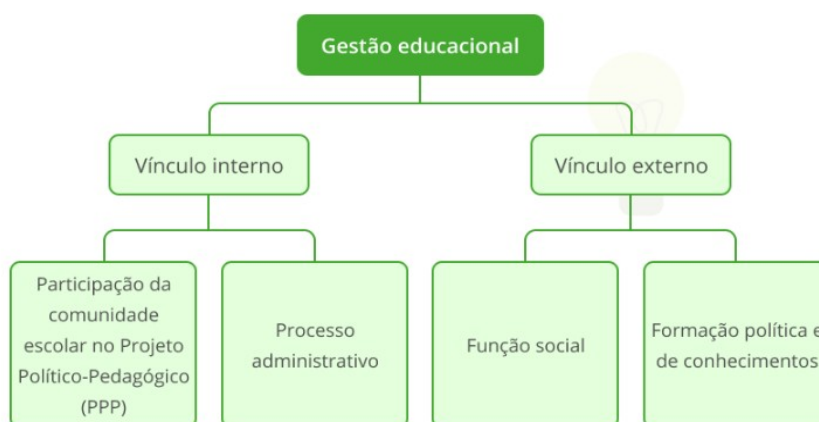 Gestão educacional
Vínculo interno
Vínculo externo
Participação da
comunidade
escolar no Projeto
Político-Pedagógico
(PPP)
Processo
administrativo
Função social
Formação política e
de conhecimentos